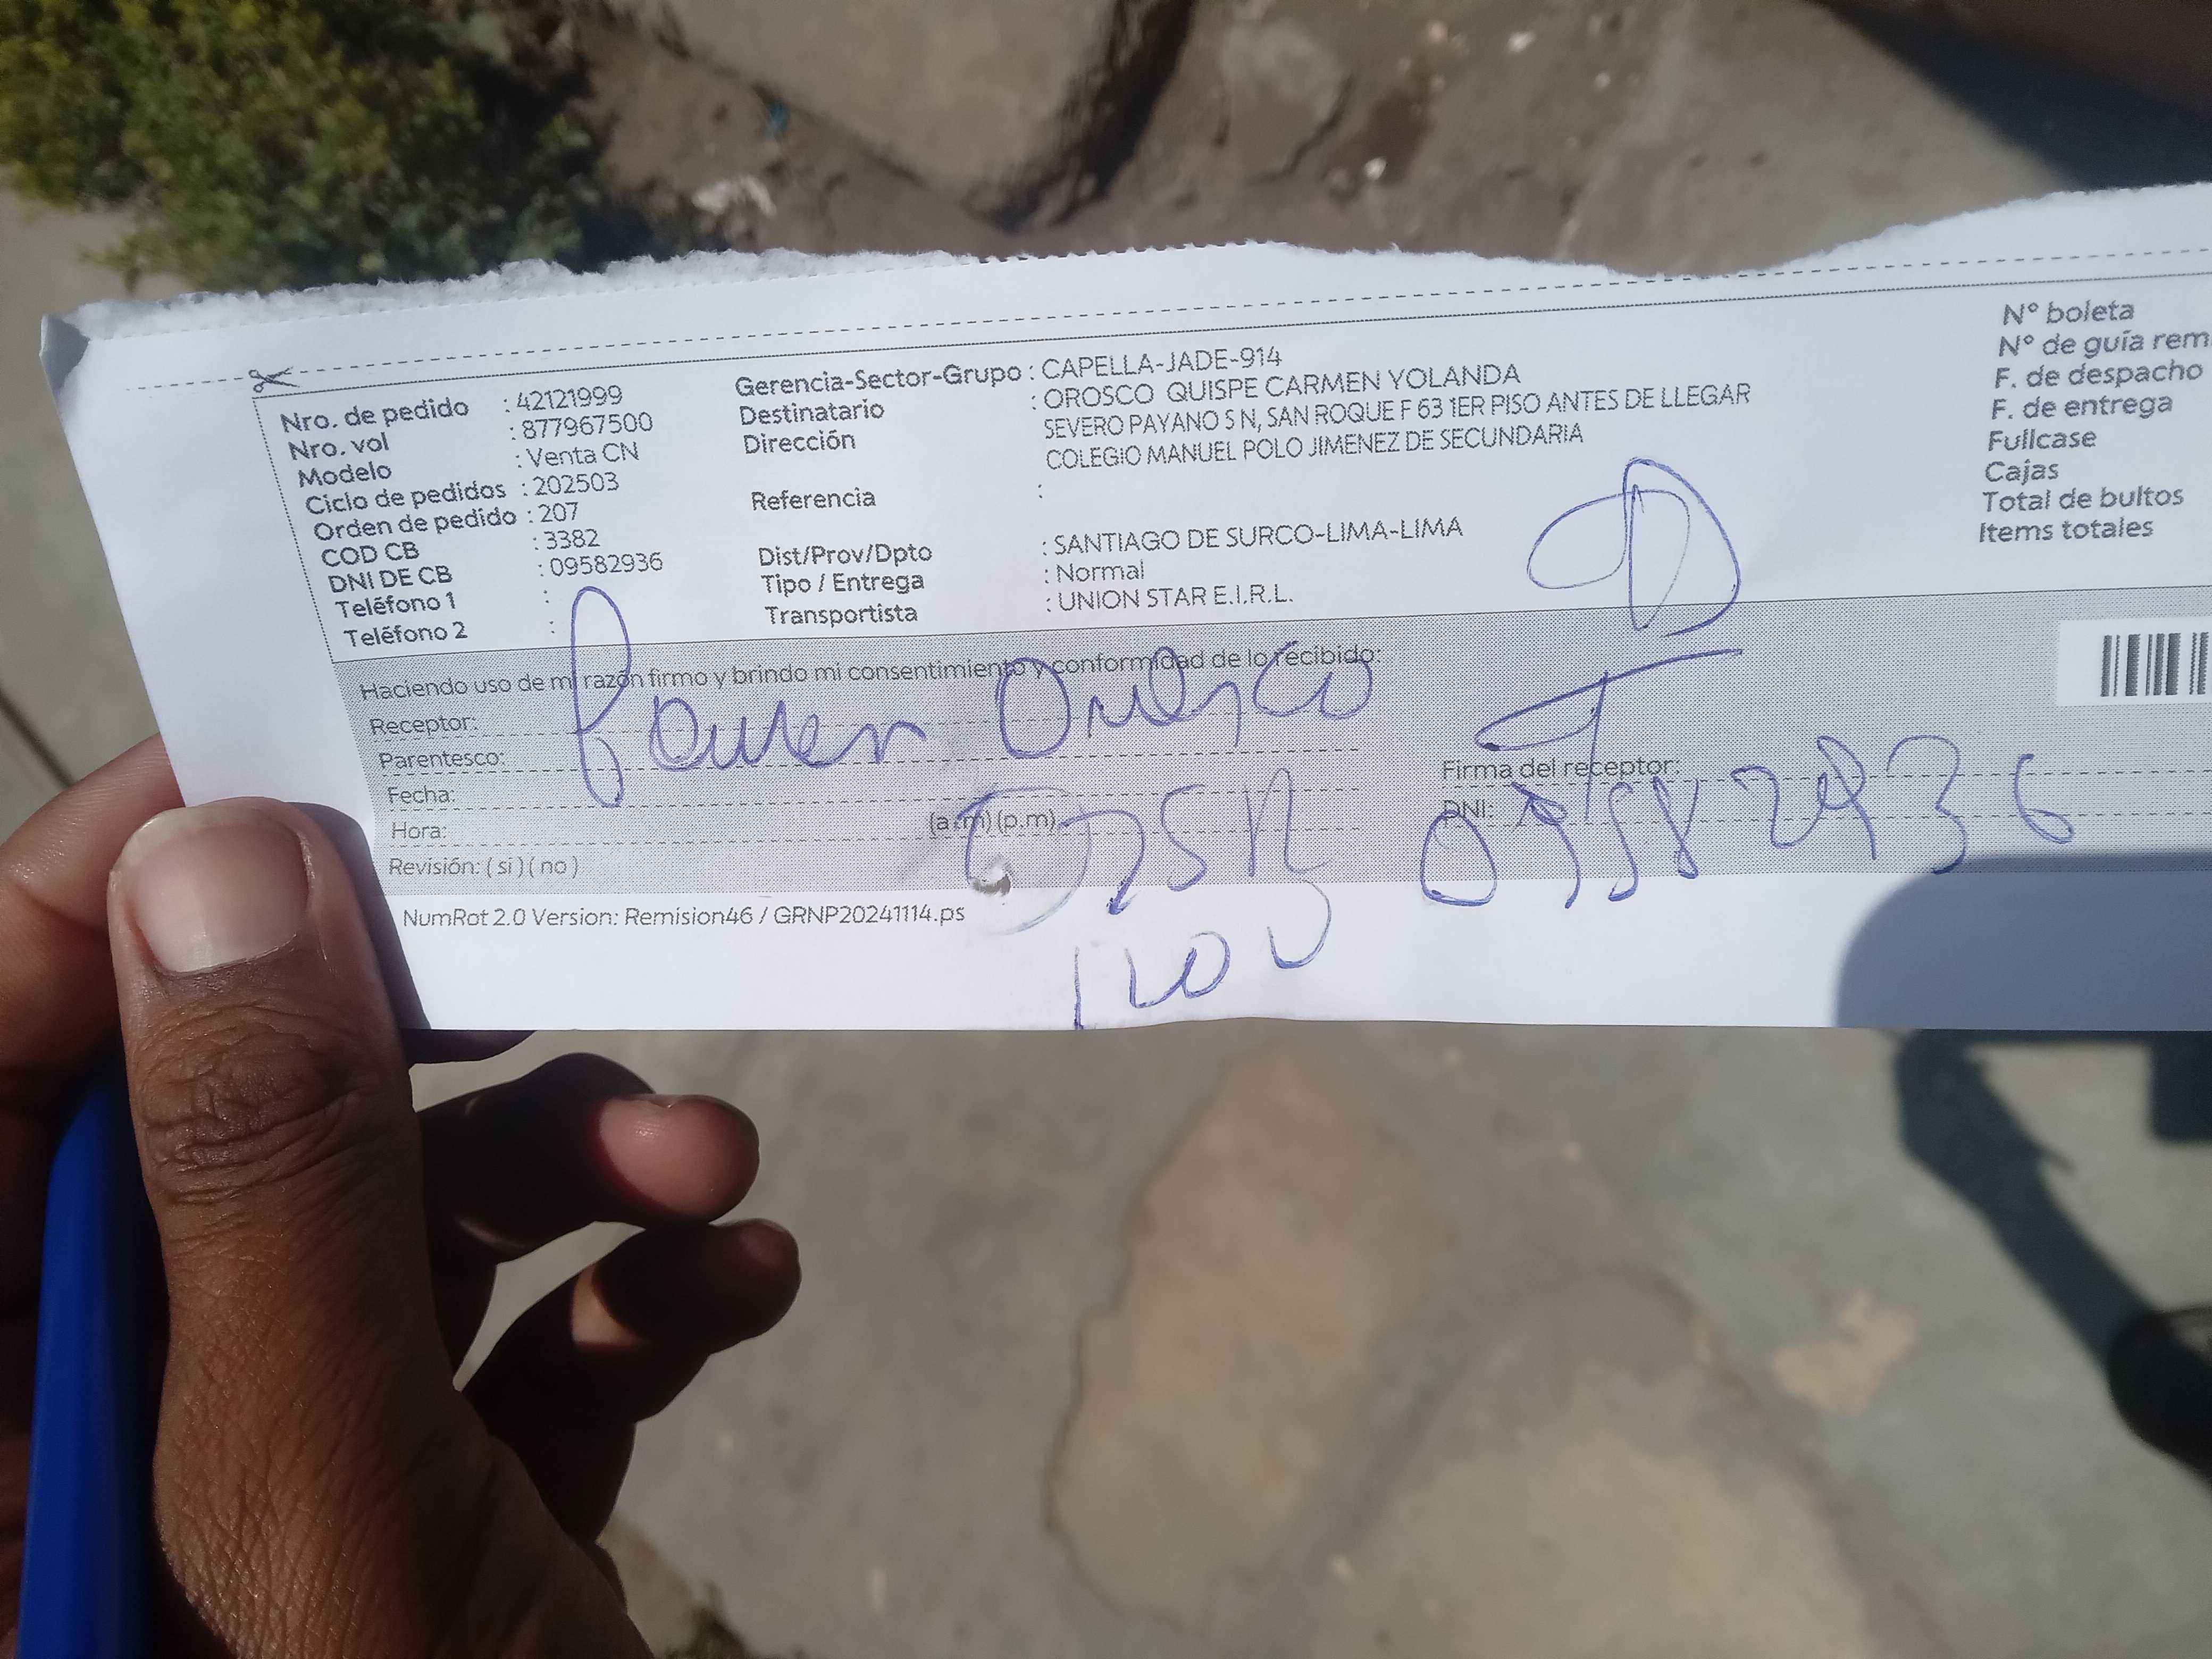 Nro. de pedido : 42121999
Nro. vol : 877967500
Modelo : Venta CN
Ciclo de pedidos : 202503
Orden de pedido : 207
COD CB : 3382
DNI DE CB : 09582936
Teléfono 1 :
Teléfono 2 :
Gerencia-Sector-Grupo : CAPELLA-JADE-914
Destinatario : OROSCO QUISPE CARMEN YOLANDA
Dirección : SEVERO PAYANO S N, SAN ROQUE F 63 1ER PISO ANTES DE LLEGAR
COLEGIO MANUEL POLO JIMENEZ DE SECUNDARIA
Referencia :
Dist/Prov/Dpto : SANTIAGO DE SURCO-LIMA-LIMA
Tipo / Entrega : Normal
Transportista : UNION STAR E.I.R.L.
N° boleta
N° de guía rem
F. de despacho
F. de entrega
Fullcase
Cajas
Total de bultos
Items totales
Haciendo uso de mi razón firmo y brindo mi consentimiento y conformidad de lo recibido:
Receptor: Carmen Orosco
Parentesco:
Fecha:
Hora: (a.m) (p.m)
Revisión: ( si ) ( no )
Firma del receptor:
DNI: 09582936
NumRot 2.0 Version: Remision46 / GRNP20241114.ps